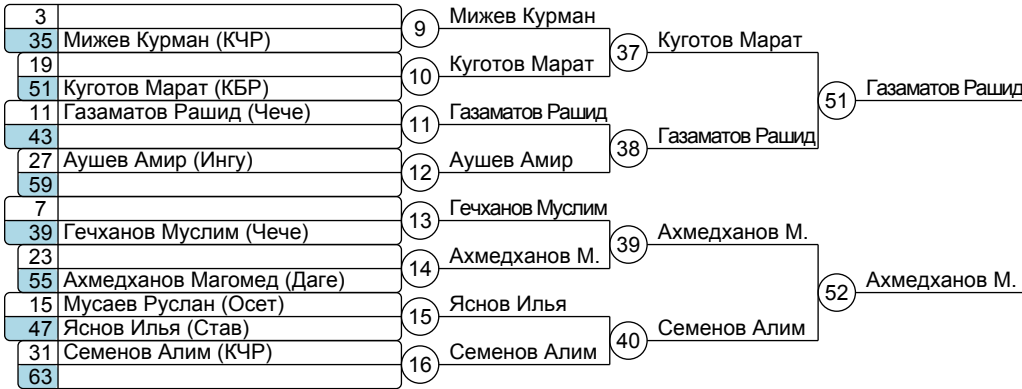 3
9 Мижев Курман
35 Мижев Курман (КЧР)
37 Куготов Марат
19
10 Куготов Марат
51 Куготов Марат (КБР)
51 Газаматов Рашид
11 Газаматов Рашид (Чече)
11 Газаматов Рашид
43
38 Газаматов Рашид
27 Аушев Амир (Ингу)
12 Аушев Амир
59
7
13 Гечханов Муслим
39 Гечханов Муслим (Чече)
39 Ахмедханов М.
23
14 Ахмедханов М.
55 Ахмедханов Магомед (Даге)
52 Ахмедханов М.
15 Мусаев Руслан (Осет)
15 Яснов Илья
47 Яснов Илья (Став)
40 Семенов Алим
31 Семенов Алим (КЧР)
16 Семенов Алим
63